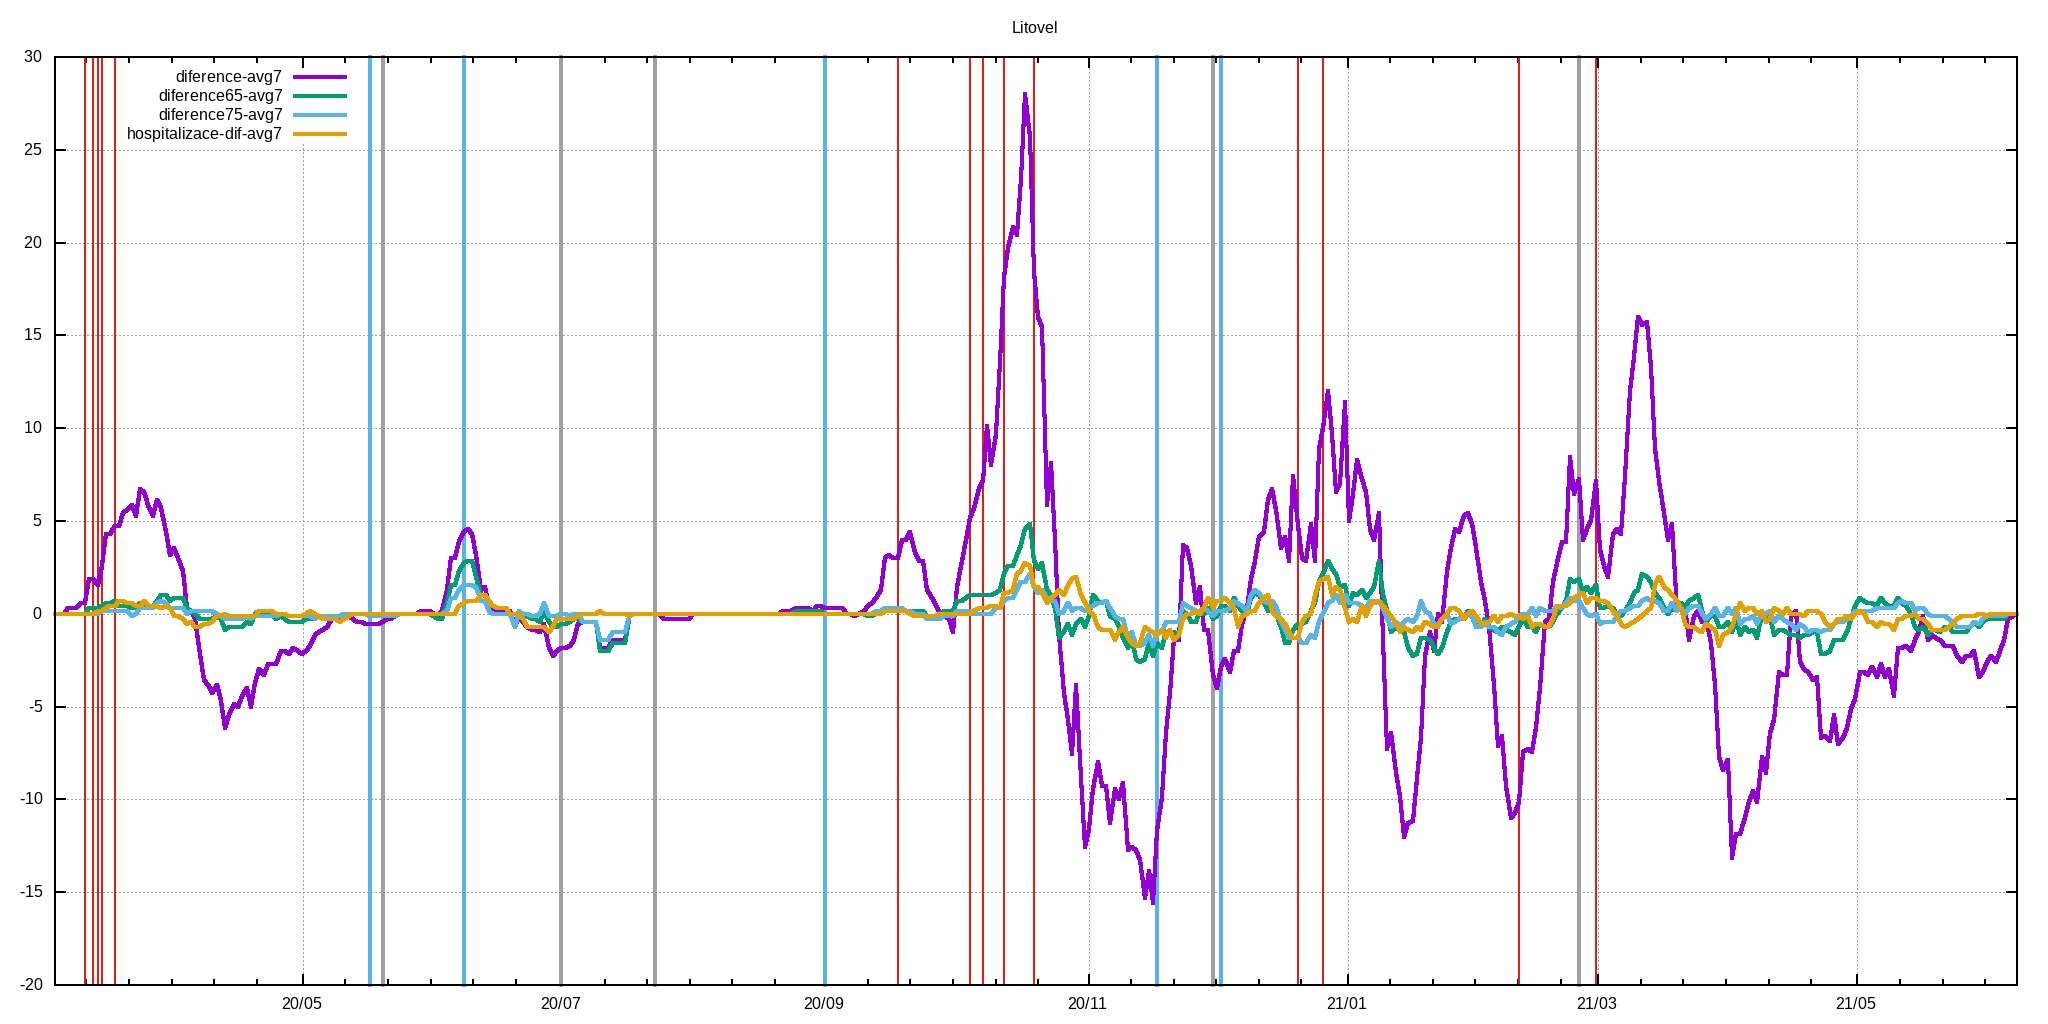 Litovel
30
diference-avg7
diference65-avg7
diference75-avg7
hospitalizace-dif-avg7
25
20
15
10
5
0
-5
-10
-15
-20
20/05 20/07 20/09 20/11 21/01 21/03 21/05